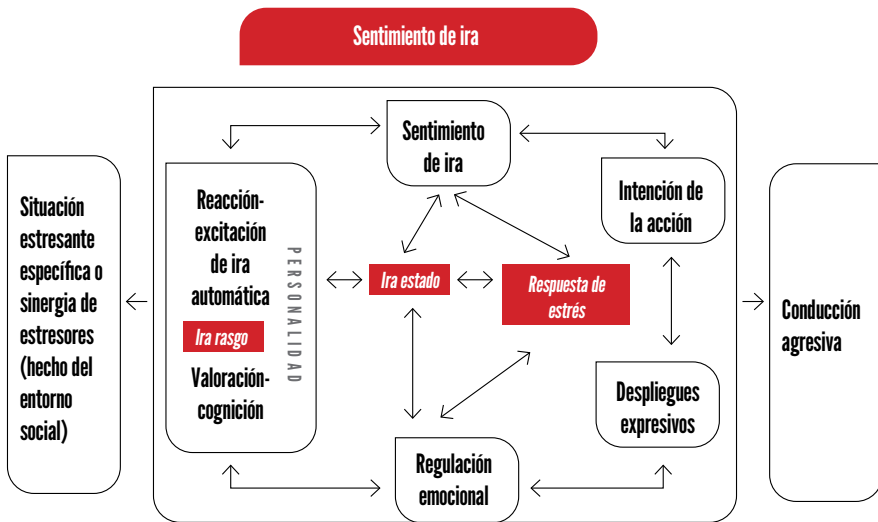 Sentimiento de ira
Situación
estresante
específica o
sinergia de
estresores
(hecho del
entorno
social)
Reacción-
excitación
de ira
automática
Ira rasgo
Valoración-
cognición
PERSONALIDAD
Sentimiento
de ira
Ira estado
Respuesta de
estrés
Regulación
emocional
Intención de
la acción
Despliegues
expresivos
Conducción
agresiva